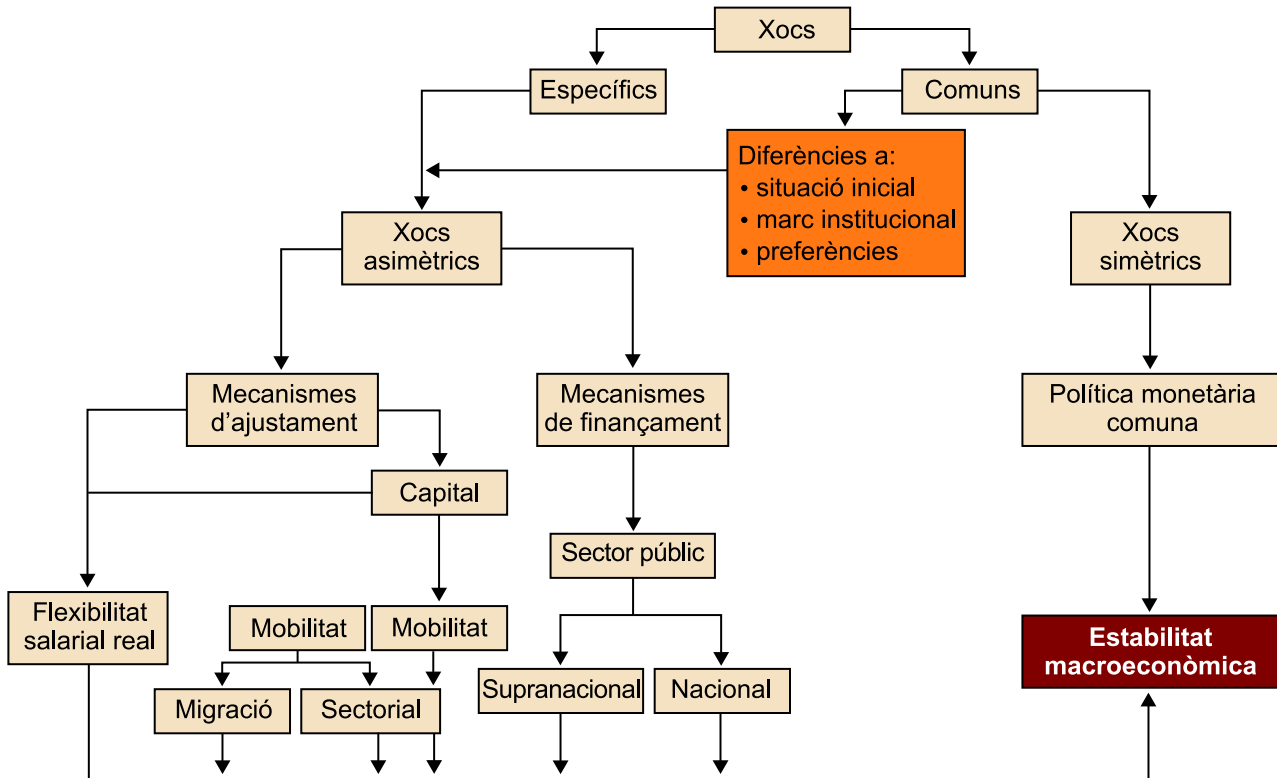 Xocs
Específics
Comuns
Diferències a:
• situació inicial
• marc institucional
• preferències
Xocs
asimètrics
Xocs
simètrics
Mecanismes
d’ajustament
Mecanismes
de finançament
Política monetària
comuna
Capital
Sector públic
Flexibilitat
salarial real
Mobilitat
Mobilitat
Estabilitat
macroeconòmica
Migració
Sectorial
Supranacional
Nacional